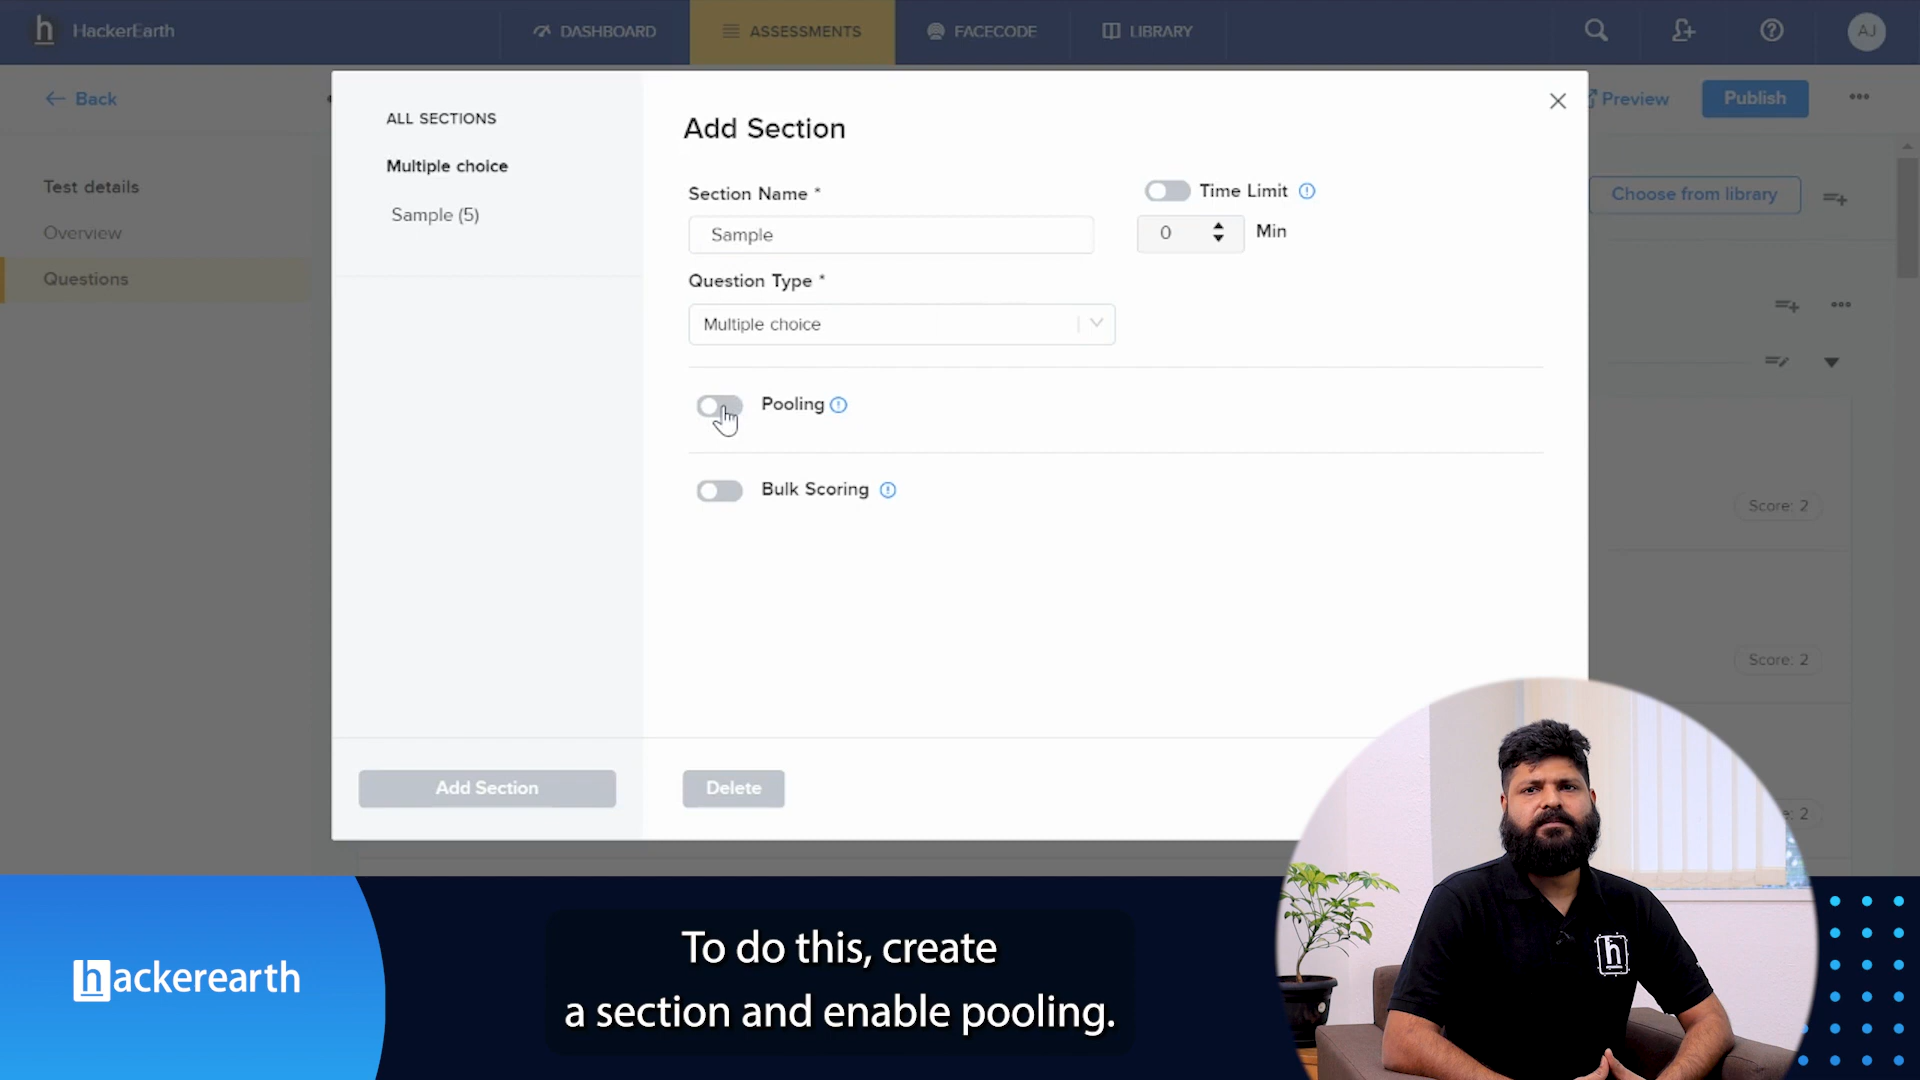 HackerEarth
DASHBOARD
ASSESSMENTS
FACECODE
LIBRARY
AJ
Back
Preview
Publish
ALL SECTIONS
Multiple choice
Sample (5)
Add Section
Section Name *
Sample
Time Limit
0
Min
Question Type *
Multiple choice
Pooling
Bulk Scoring
Add Section
Delete
Test details
Overview
Questions
Choose from library
Score: 2
Score: 2
2
hackerearth
To do this, create
a section and enable pooling.
h